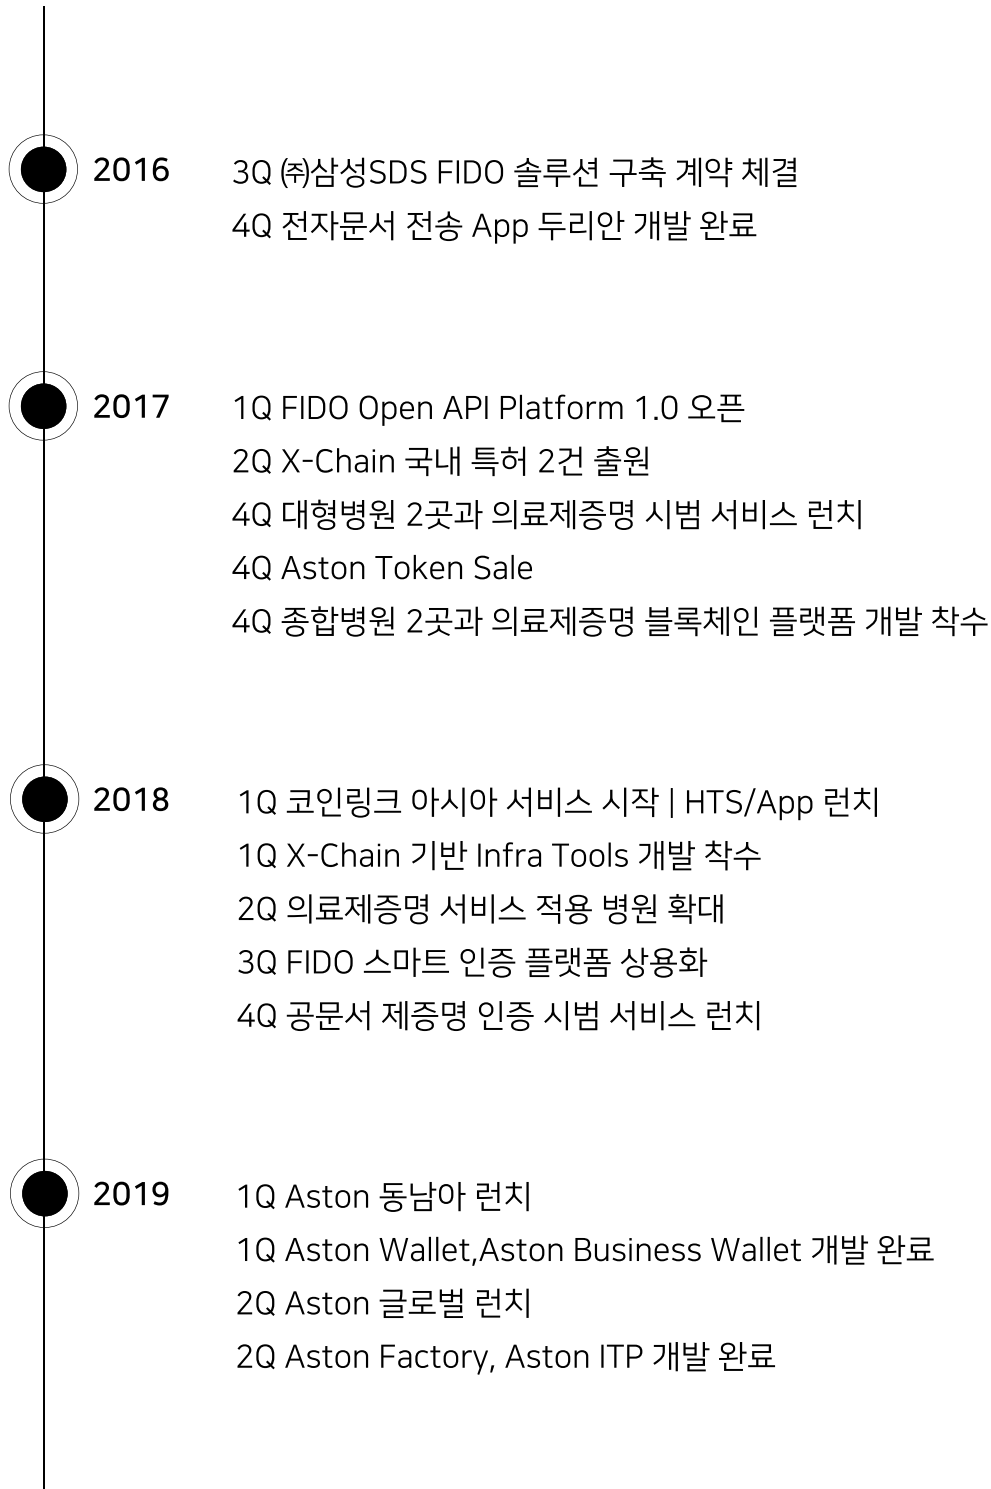 2016
3Q ㈜삼성SDS FIDO 솔루션 구축 계약 체결
4Q 전자문서 전송 App 두리안 개발 완료
2017
1Q FIDO Open API Platform 1.0 오픈
2Q X-Chain 국내 특허 2건 출원
4Q 대형병원 2곳과 의료제증명 시범 서비스 런치
4Q Aston Token Sale
4Q 종합병원 2곳과 의료제증명 블록체인 플랫폼 개발 착수
2018
1Q 코인링크 아시아 서비스 시작 | HTS/App 런치
1Q X-Chain 기반 Infra Tools 개발 착수
2Q 의료제증명 서비스 적용 병원 확대
3Q FIDO 스마트 인증 플랫폼 상용화
4Q 공문서 제증명 인증 시범 서비스 런치
2019
1Q Aston 동남아 런치
1Q Aston Wallet,Aston Business Wallet 개발 완료
2Q Aston 글로벌 런치
2Q Aston Factory, Aston ITP 개발 완료